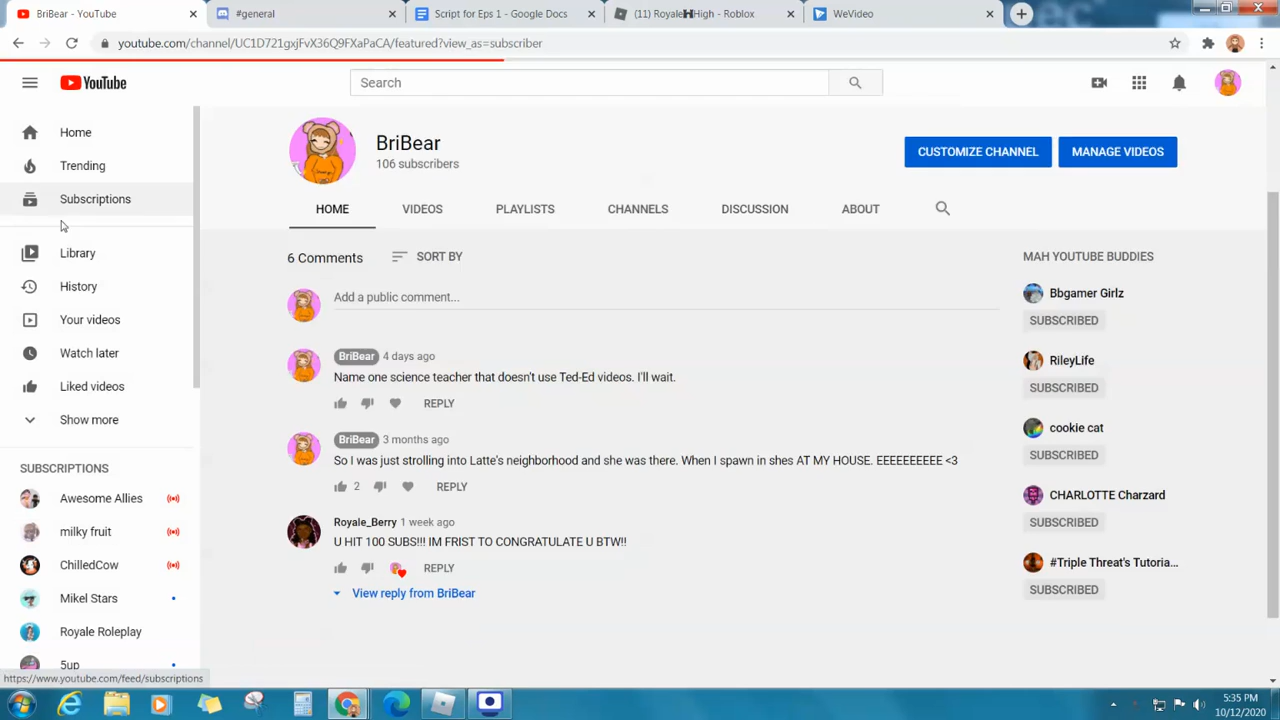 BriBear - YouTube
#general
Script for Eps 1 - Google Docs
(11) Royale High - Roblox
WeVideo
youtube.com/channel/UC1D721gxjFvX36Q9FXaPaCA/featured?view_as=subscriber
YouTube
Search
Home
Trending
Subscriptions
Library
History
Your videos
Watch later
Liked videos
Show more
SUBSCRIPTIONS
Awesome Allies
milky fruit
ChilledCow
Mikel Stars
Royale Roleplay
5up
https://www.youtube.com/feed/subscriptions
BriBear
106 subscribers
CUSTOMIZE CHANNEL
MANAGE VIDEOS
HOME
VIDEOS
PLAYLISTS
CHANNELS
DISCUSSION
ABOUT
6 Comments
SORT BY
Add a public comment...
BriBear 4 days ago
Name one science teacher that doesn't use Ted-Ed videos. I'll wait.
REPLY
BriBear 3 months ago
So I was just strolling into Latte's neighborhood and she was there. When I spawn in shes AT MY HOUSE. EEEEEEEEEE <3
2
REPLY
Royale_Berry 1 week ago
U HIT 100 SUBS!!! IM FRIST TO CONGRATULATE U BTW!!
REPLY
View reply from BriBear
MAH YOUTUBE BUDDIES
Bbgamer Girlz
SUBSCRIBED
RileyLife
SUBSCRIBED
cookie cat
SUBSCRIBED
CHARLOTTE Charzard
SUBSCRIBED
#Triple Threat's Tutoria...
SUBSCRIBED
5:35 PM
10/12/2020